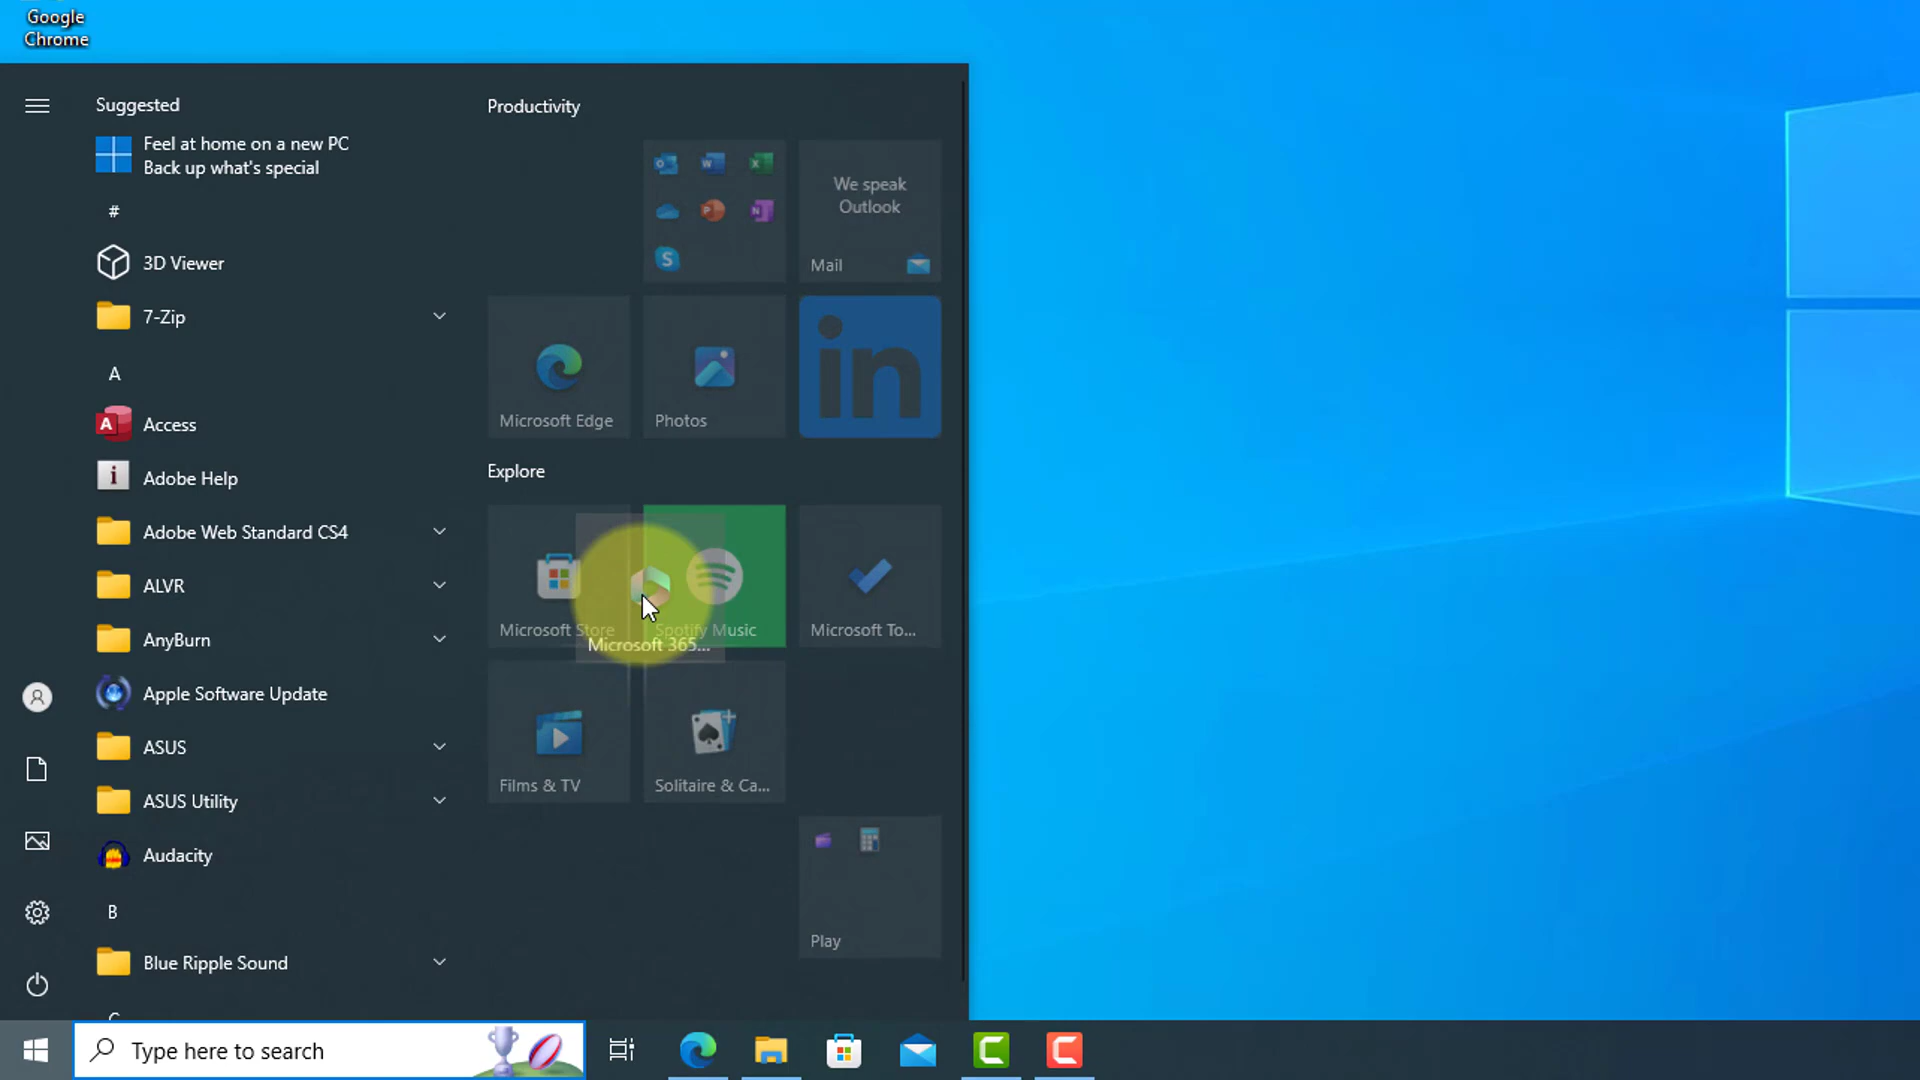 Google
Chrome
Suggested
Feel at home on a new PC
Back up what's special
#
3D Viewer
7-Zip
A
Access
Adobe Help
Adobe Web Standard CS4
ALVR
AnyBurn
Apple Software Update
ASUS
ASUS Utility
Audacity
B
Blue Ripple Sound
Productivity
We speak
Outlook
Mail
Microsoft Edge
Photos
in
Explore
Microsoft Store
Spotify Music
Microsoft To...
Microsoft 365...
Films & TV
Solitaire & Ca...
Play
Type here to search